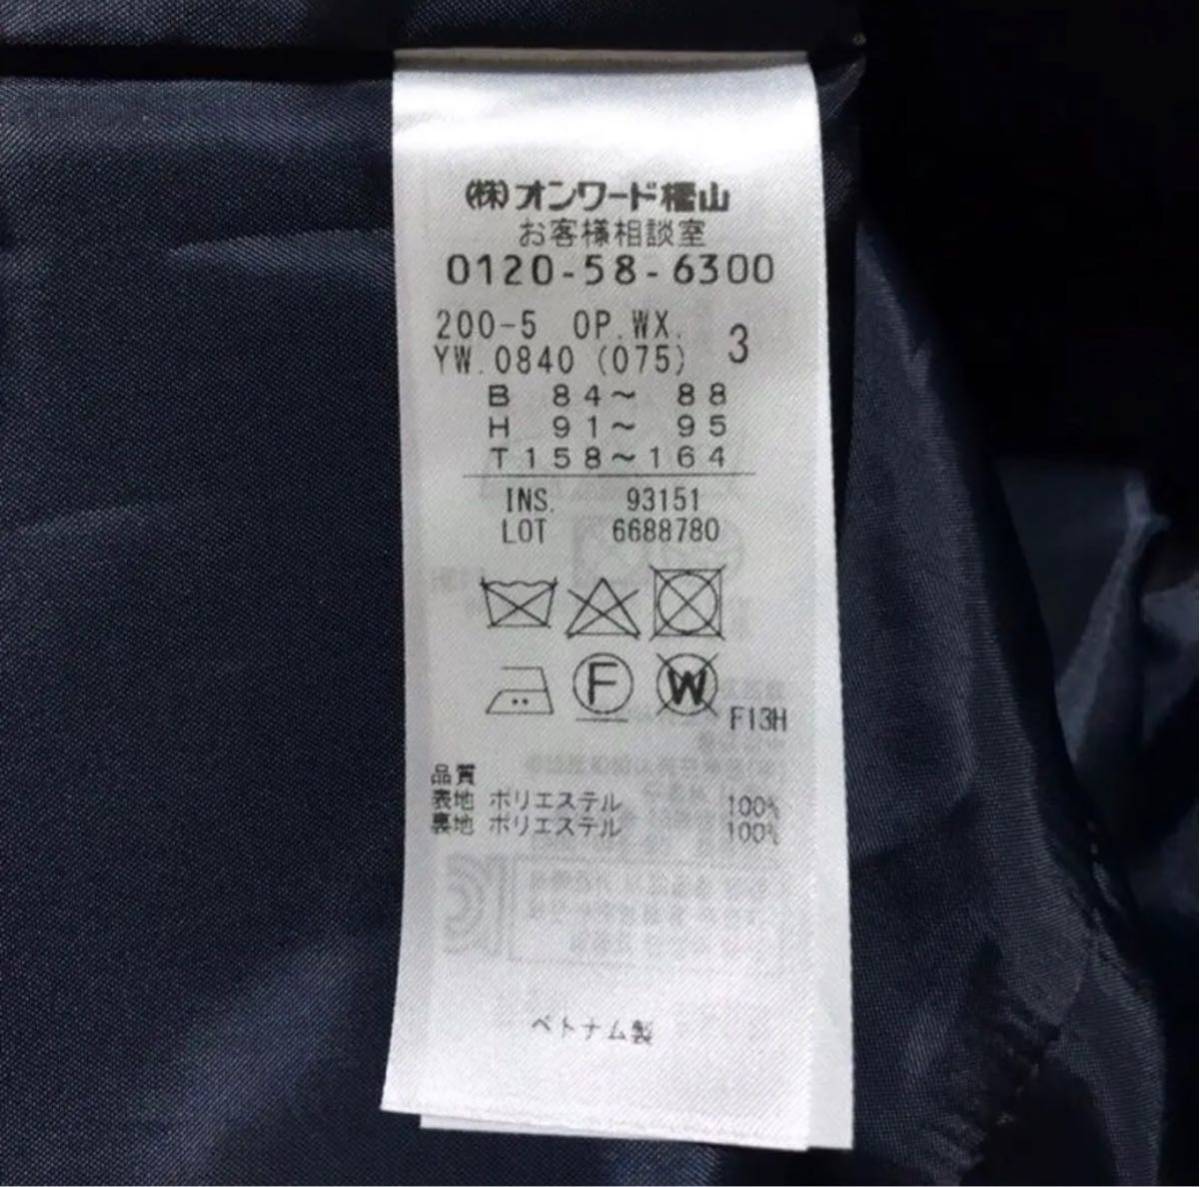 (株)オンワード樫山
お客様相談室
0120-58-6300
200-5 OP.WX. 3
YW.0840 (075)
B 84～ 88
H 91～ 95
T158～164
INS. 93151
LOT 6688780
F
W
F13H
品質
表地 ポリエステル 100%
裏地 ポリエステル 100%
ベトナム製